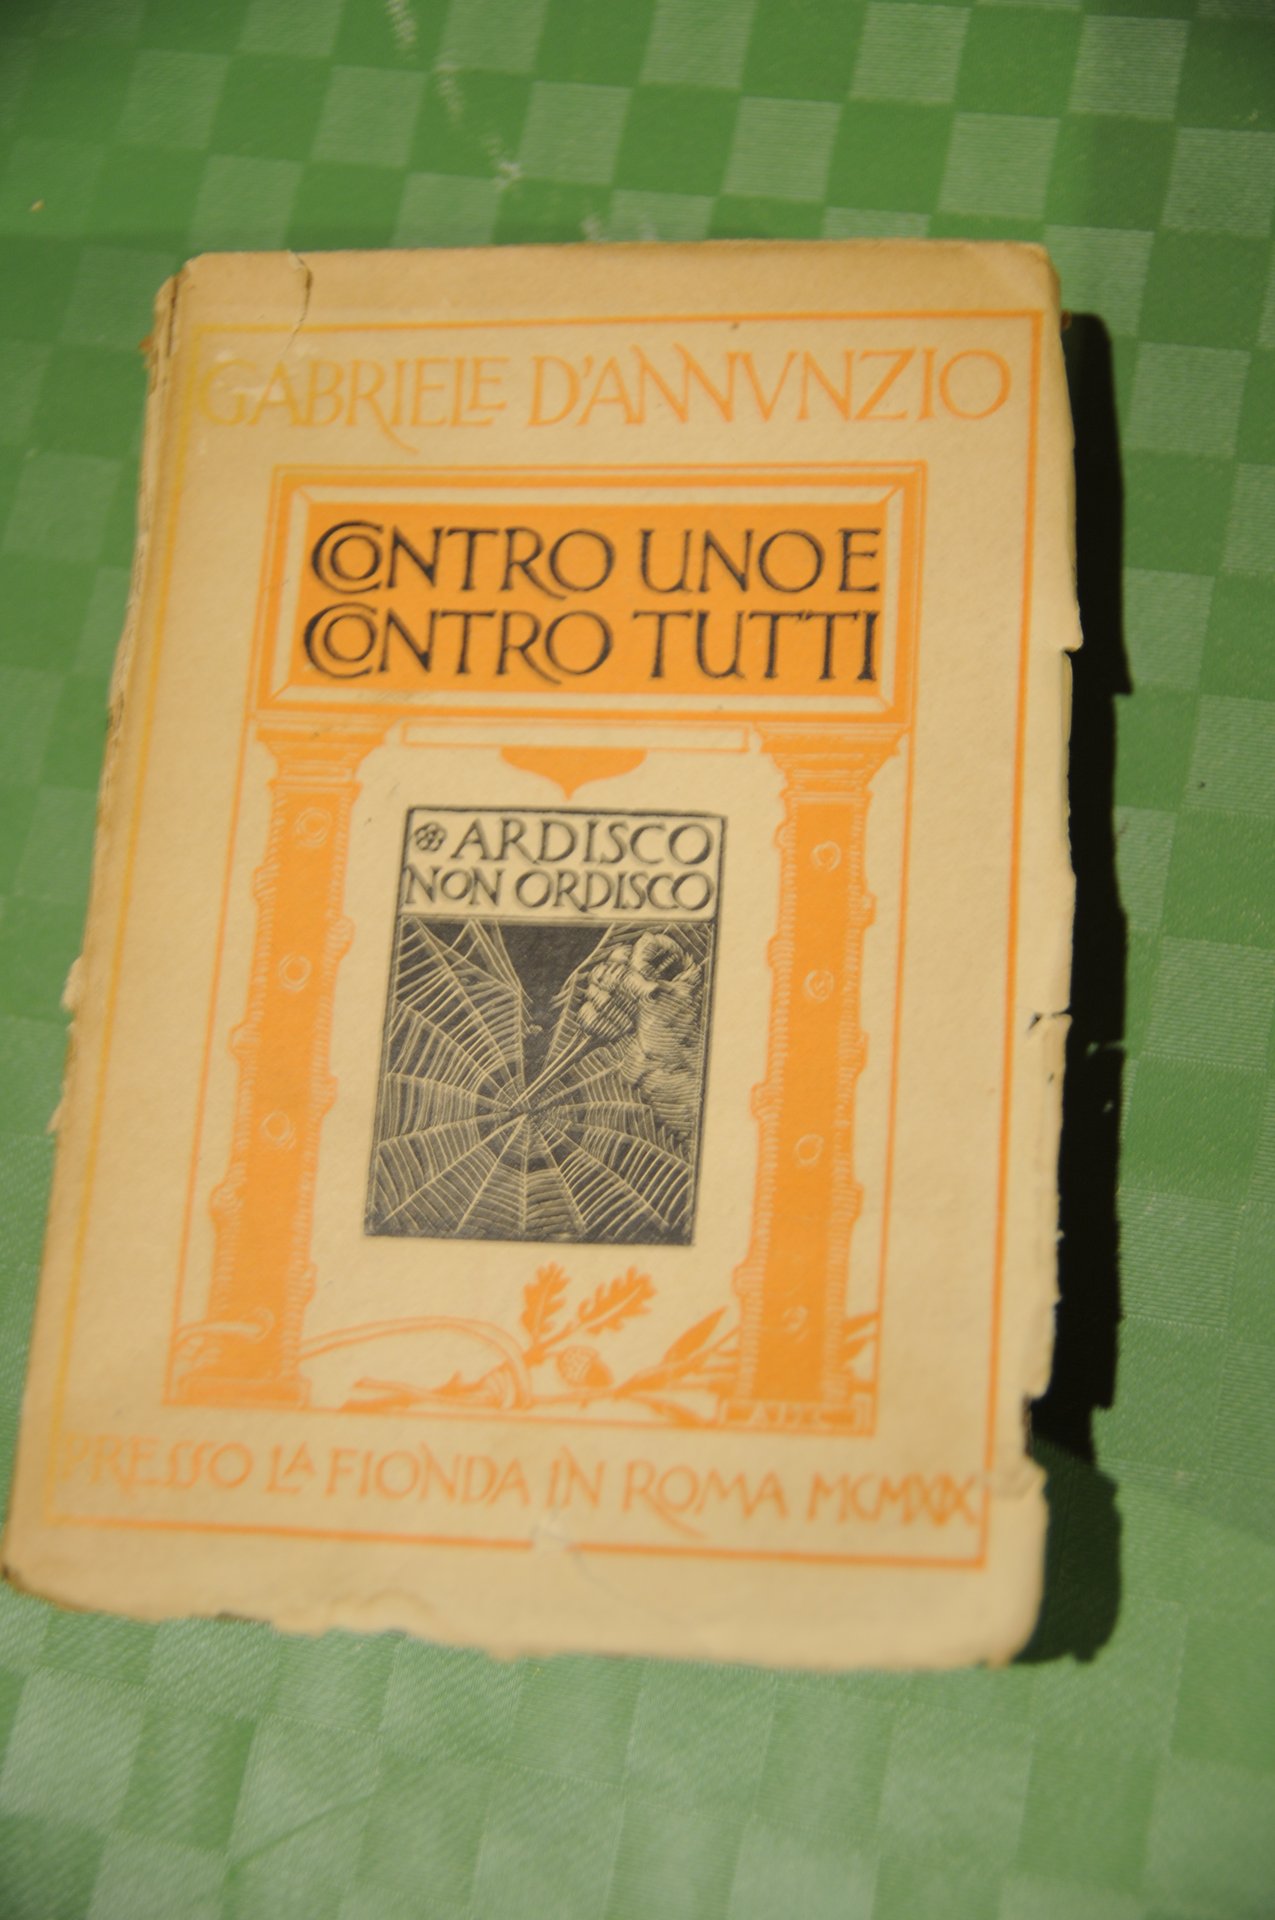 GABRIELE D'ANNVNZIO
CONTRO UNO E
CONTRO TUTTI
ARDISCO
NON ORDISCO
PRESSO LA FIONDA IN ROMA MCMXIX